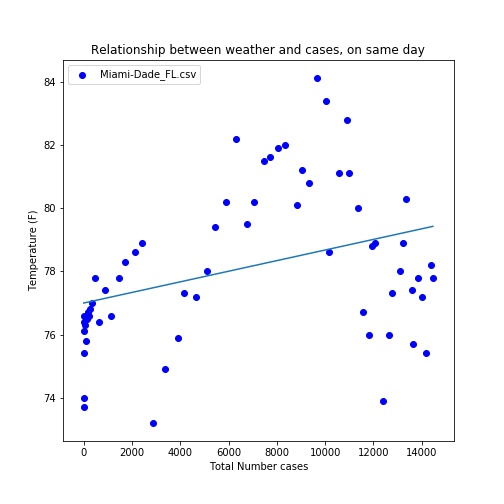 Relationship between weather and cases, on same day
Miami-Dade_FL.csv
84
82
80
78
76
74
Temperature (F)
0 2000 4000 6000 8000 10000 12000 14000
Total Number cases